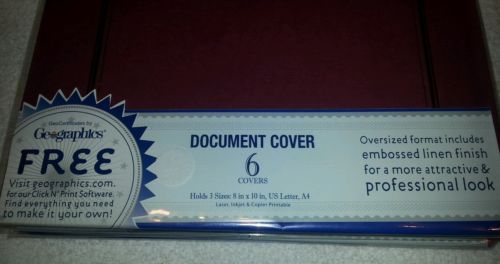 GeoCertificates by
Geographics
FREE
Visit geographics.com.
for our Click N' Print Software.
Find everything you need
to make it your own!
DOCUMENT COVER
6
COVERS
Holds 3 Sizes: 8 in x 10 in, US Letter, A4
Laser, Inkjet & Copier Printable
Oversized format includes
embossed linen finish
for a more attractive &
professional look